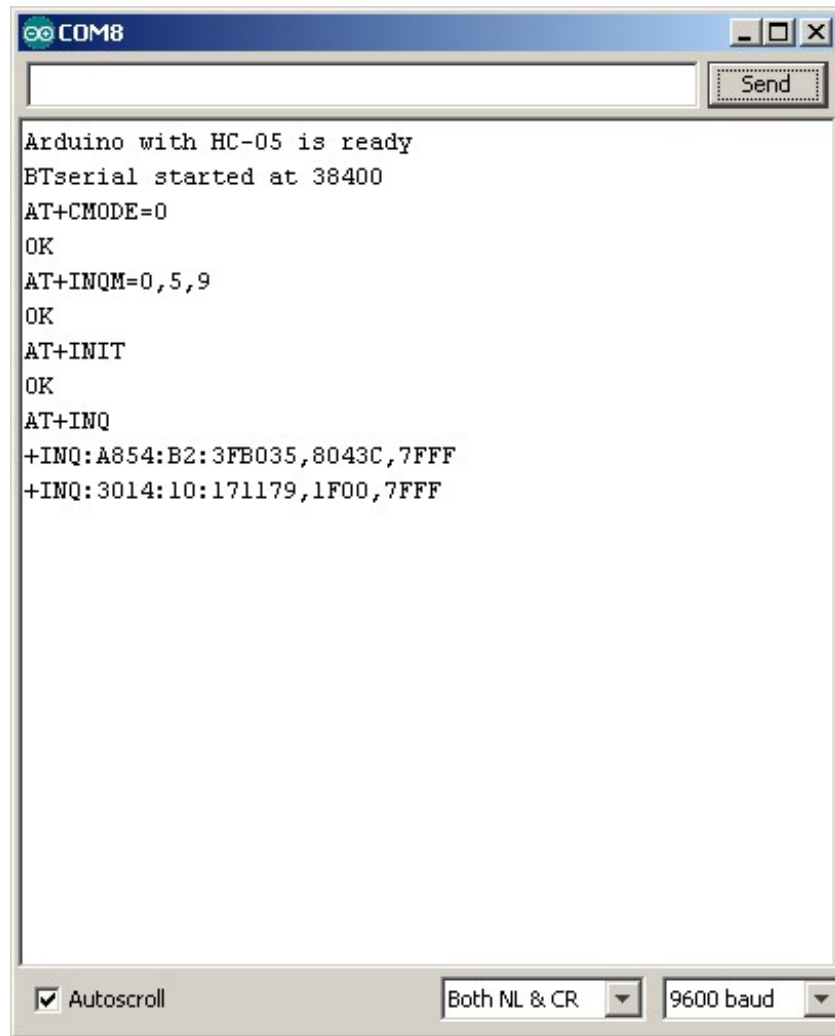 COM8
Send
Arduino with HC-05 is ready
BTserial started at 38400
AT+CMODE=0
OK
AT+INQM=0,5,9
OK
AT+INIT
OK
AT+INQ
+INQ:A854:B2:3FB035,8043C,7FFF
+INQ:3014:10:171179,1F00,7FFF
Autoscroll
Both NL & CR
9600 baud